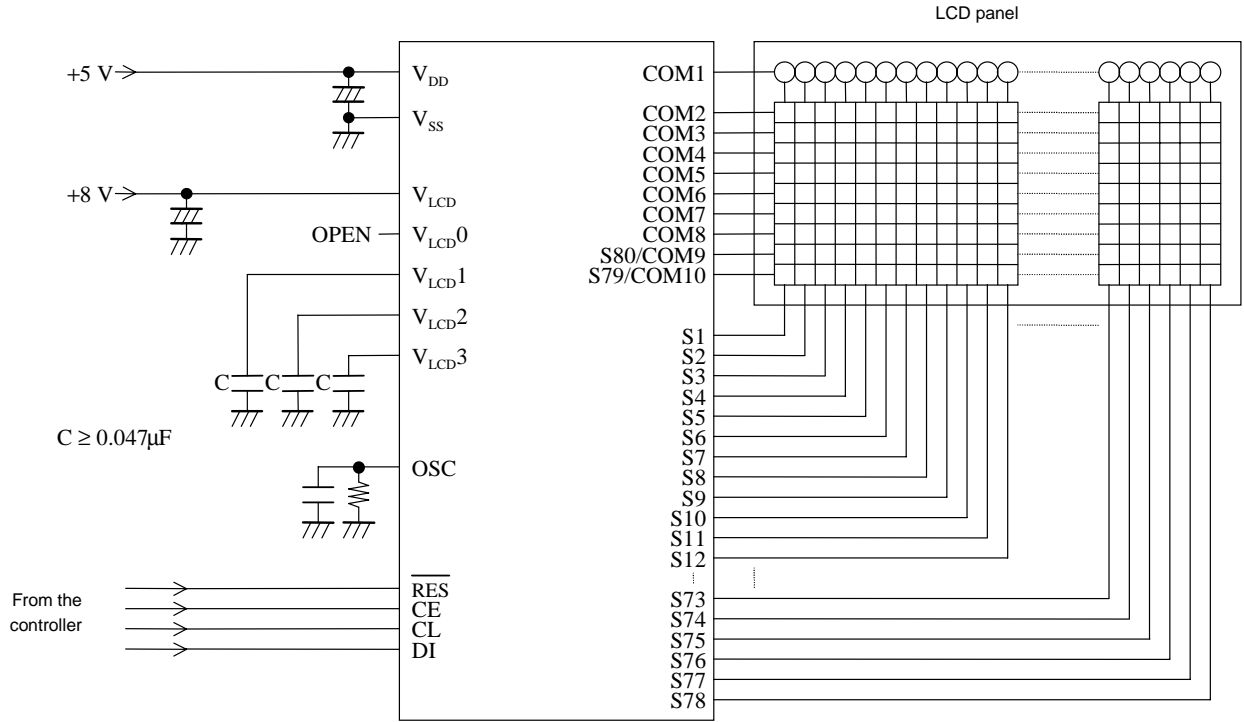 LCD panel
+5 V
VDD
VSS
+8 V
VLCD
OPEN
VLCD0
VLCD1
VLCD2
VLCD3
C
C
C
C ≥ 0.047µF
OSC
From the
controller
RES
CE
CL
DI
COM1
COM2
COM3
COM4
COM5
COM6
COM7
COM8
S80/COM9
S79/COM10
S1
S2
S3
S4
S5
S6
S7
S8
S9
S10
S11
S12
S73
S74
S75
S76
S77
S78